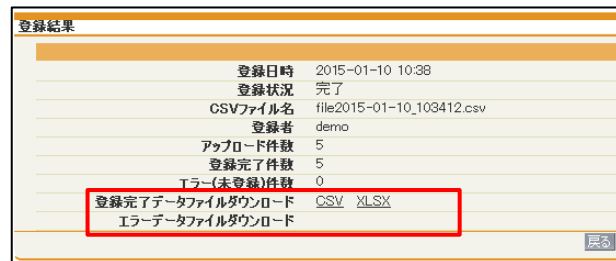 登録結果
登録日時 2015-01-10 10:38
登録状況 完了
CSVファイル名 file2015-01-10_103412.csv
登録者 demo
アップロード件数 5
登録完了件数 5
エラー(未登録)件数 0
登録完了データファイルダウンロード CSV XLSX
エラーデータファイルダウンロード
戻る